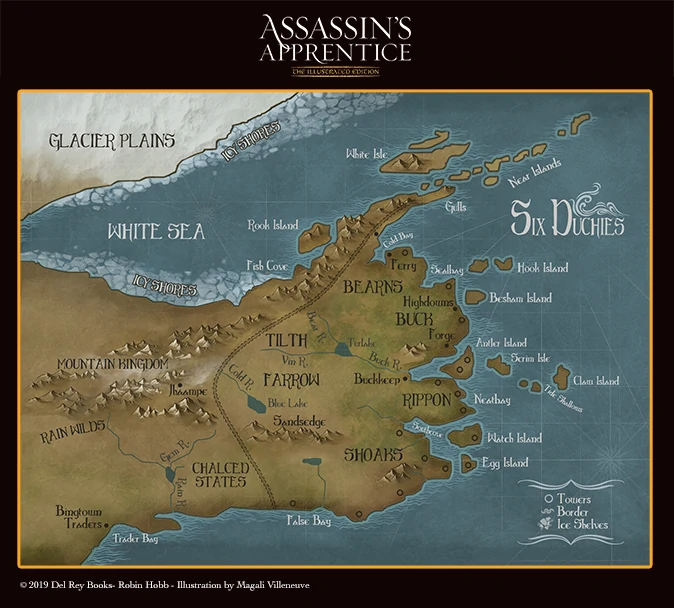 ASSASSIN'S
APPRENTICE
THE ILLUSTRATED EDITION
GLACIER PLAINS
ICY SHORES
White Isle
Near Islands
Gulls
SIX DUCHIES
WHITE SEA
Rook Island
Cold Bay
Fish Cove
Ferry
Sealbay
Hook Island
ICY SHORES
BEARNS
Highdowns
Besham Island
BUCK
Bear R.
Forge
TILTH
Turlake
Antler Island
Vin R.
Buck R.
Scrim Isle
MOUNTAIN KINGDOM
Jhaampe
Cold R.
FARROW
Buckkeep
Claw Island
Tide Shallows
Blue Lake
RIPPON
Neatbay
Sandsedge
RAIN WILDS
Southcove
Watch Island
Gem R.
SHOAKS
Egg Island
CHALCED
STATES
Rain R.
Bingtown
Traders
False Bay
Trader Bay
Towers
Border
Ice Shelves
© 2019 Del Rey Books- Robin Hobb - Illustration by Magali Villeneuve